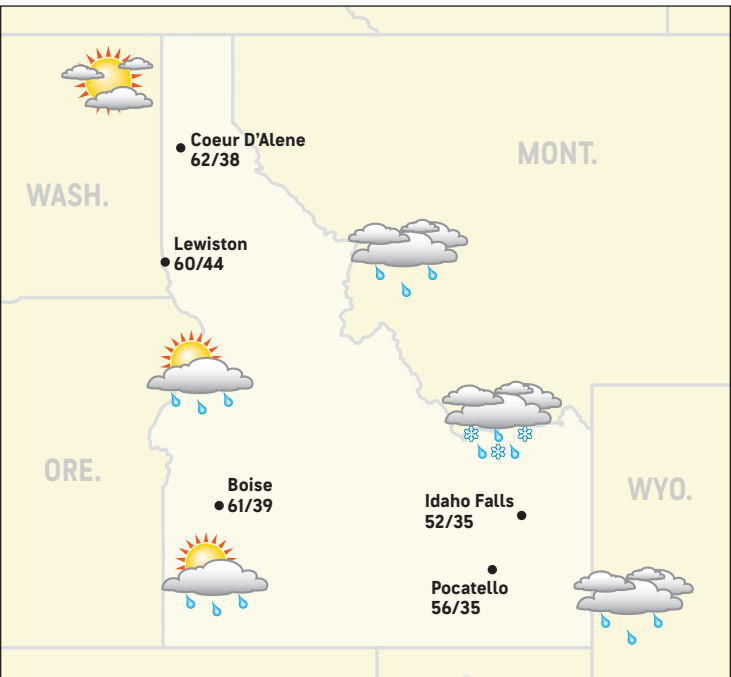 Coeur D'Alene
62/38
MONT.
WASH.
Lewiston
60/44
ORE.
Boise
61/39
Idaho Falls
52/35
WYO.
Pocatello
56/35